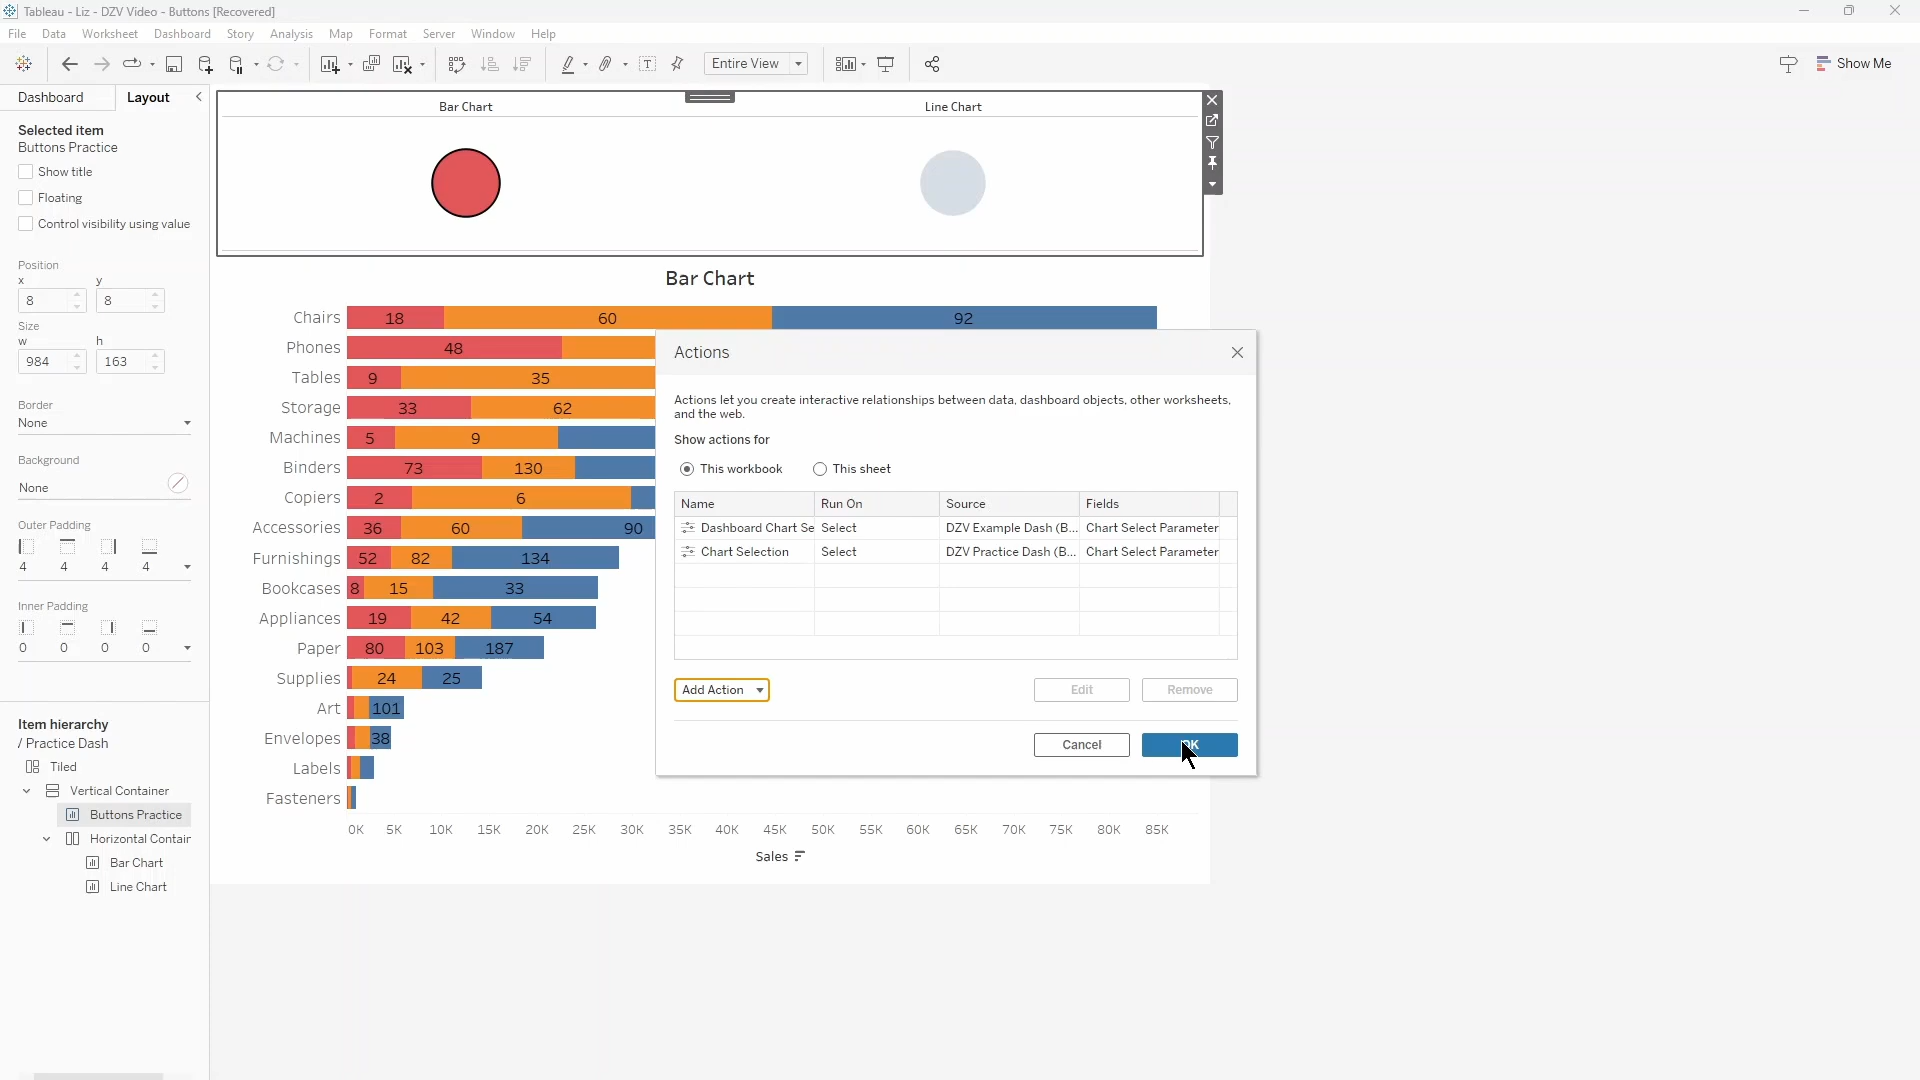 Tableau - Liz - DZV Video - Buttons [Recovered]
File Data Worksheet Dashboard Story Analysis Map Format Server Window Help
Entire View
Show Me
Dashboard Layout
Selected item
Buttons Practice
Show title
Floating
Control visibility using value
Position
x y
8 8
Size
w h
984 163
Border
None
Background
None
Outer Padding
4 4 4 4
Inner Padding
0 0 0 0
Item hierarchy
/ Practice Dash
Tiled
Vertical Container
Buttons Practice
Horizontal Contair
Bar Chart
Line Chart
Bar Chart Line Chart
Bar Chart
Chairs 18 60 92
Phones 48
Tables 9 35
Storage 33 62
Machines 5 9
Binders 73 130
Copiers 2 6
Accessories 36 60 90
Furnishings 52 82 134
Bookcases 8 15 33
Appliances 19 42 54
Paper 80 103 187
Supplies 24 25
Art 101
Envelopes 38
Labels
Fasteners
0K 5K 10K 15K 20K 25K 30K 35K 40K 45K 50K 55K 60K 65K 70K 75K 80K 85K
Sales
Actions
Actions let you create interactive relationships between data, dashboard objects, other worksheets,
and the web.
Show actions for
This workbook This sheet
Name Run On Source Fields
Dashboard Chart Se Select DZV Example Dash (B... Chart Select Parameter
Chart Selection Select DZV Practice Dash (B... Chart Select Parameter
Add Action Edit Remove
Cancel OK